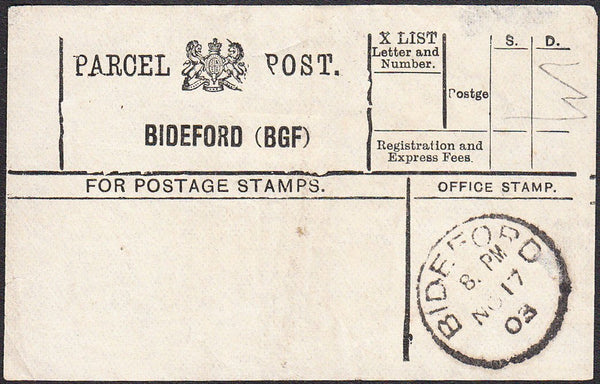 PARCEL POST.
BIDEFORD (BGF)
X LIST
Letter and
Number.
Postge
S. D.
Registration and
Express Fees.
FOR POSTAGE STAMPS.
OFFICE STAMP.
BIDEFORD
8. PM
NO 17
03